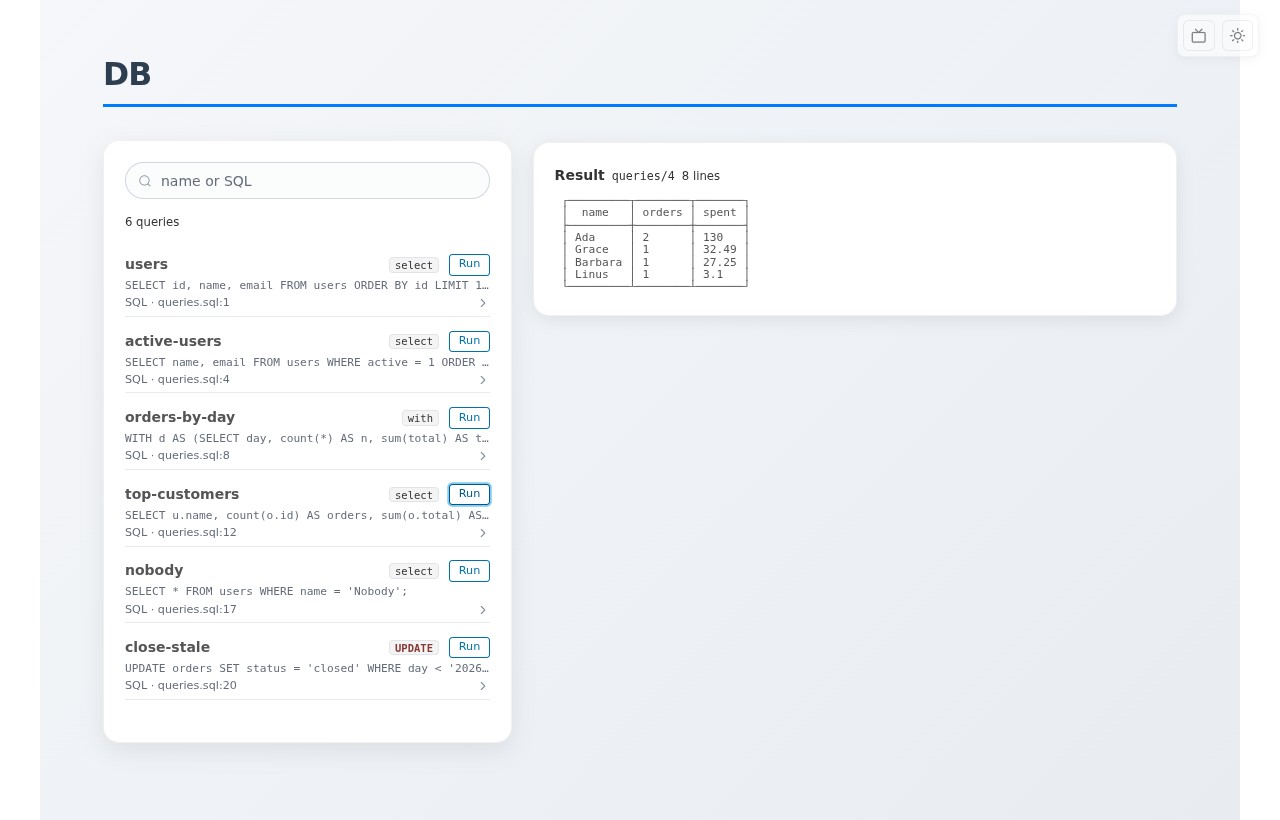 DB
name or SQL
6 queries
users select Run
SELECT id, name, email FROM users ORDER BY id LIMIT 1…
SQL · queries.sql:1
active-users select Run
SELECT name, email FROM users WHERE active = 1 ORDER …
SQL · queries.sql:4
orders-by-day with Run
WITH d AS (SELECT day, count(*) AS n, sum(total) AS t…
SQL · queries.sql:8
top-customers select Run
SELECT u.name, count(o.id) AS orders, sum(o.total) AS…
SQL · queries.sql:12
nobody select Run
SELECT * FROM users WHERE name = 'Nobody';
SQL · queries.sql:17
close-stale UPDATE Run
UPDATE orders SET status = 'closed' WHERE day < '2026…
SQL · queries.sql:20
Result queries/4 8 lines
name orders spent
Ada 2 130
Grace 1 32.49
Barbara 1 27.25
Linus 1 3.1